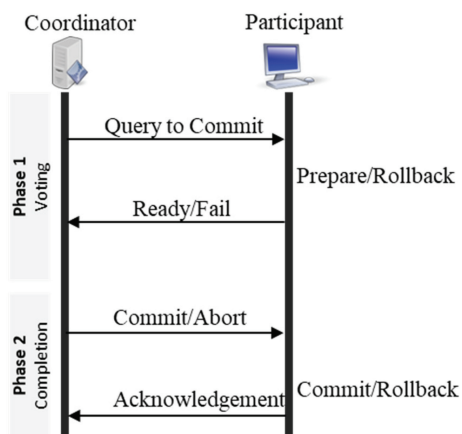 Coordinator
Participant
Phase 1
Voting
Query to Commit
Prepare/Rollback
Ready/Fail
Phase 2
Completion
Commit/Abort
Commit/Rollback
Acknowledgement